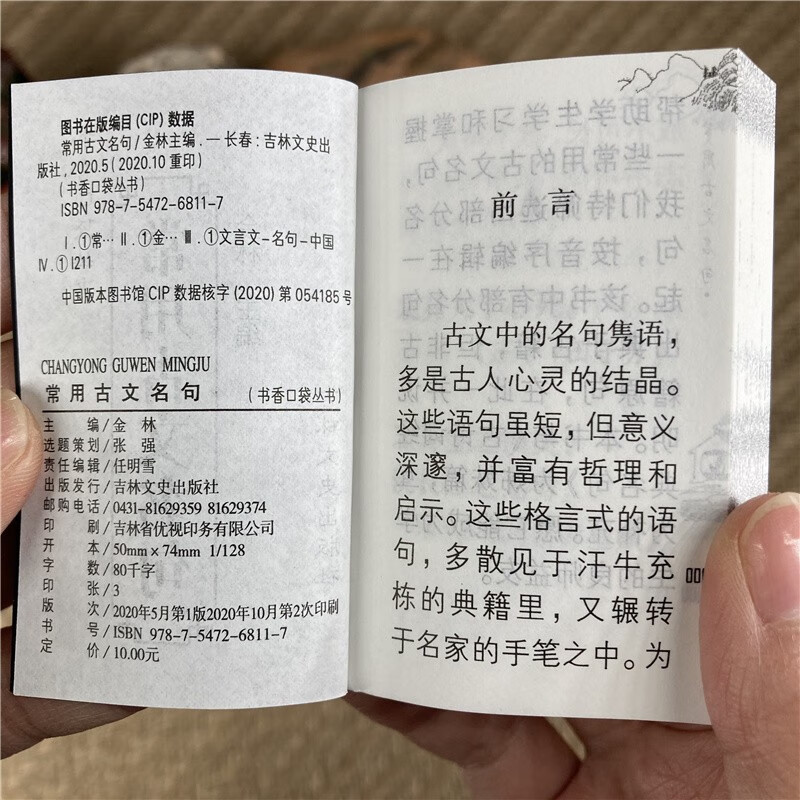 图书在版编目(CIP)数据
常用古文名句/金林主编.—长春:吉林文史出
版社,2020.5(2020.10重印)
(书香口袋丛书)
ISBN 978-7-5472-6811-7
Ⅰ.①常… Ⅱ.①金… Ⅲ.①文言文-名句-中国
Ⅳ.①I211
中国版本图书馆CIP数据核字(2020)第054185号
CHANGYONG GUWEN MINGJU
常用古文名句 (书香口袋丛书)
主 编/金 林
选题策划/张 强
责任编辑/任明雪
出版发行/吉林文史出版社
邮购电话/0431-81629359 81629374
印 刷/吉林省优视印务有限公司
开 本/50mm×74mm 1/128
字 数/80千字
印 张/3
版 次/2020年5月第1版2020年10月第2次印刷
书 号/ISBN 978-7-5472-6811-7
定 价/10.00元
前言
古文中的名句隽语,
多是古人心灵的结晶。
这些语句虽短,但意义
深邃,并富有哲理和
启示。这些格言式的语
句,多散见于汗牛充
栋的典籍里,又辗转
于名家的手笔之中。为